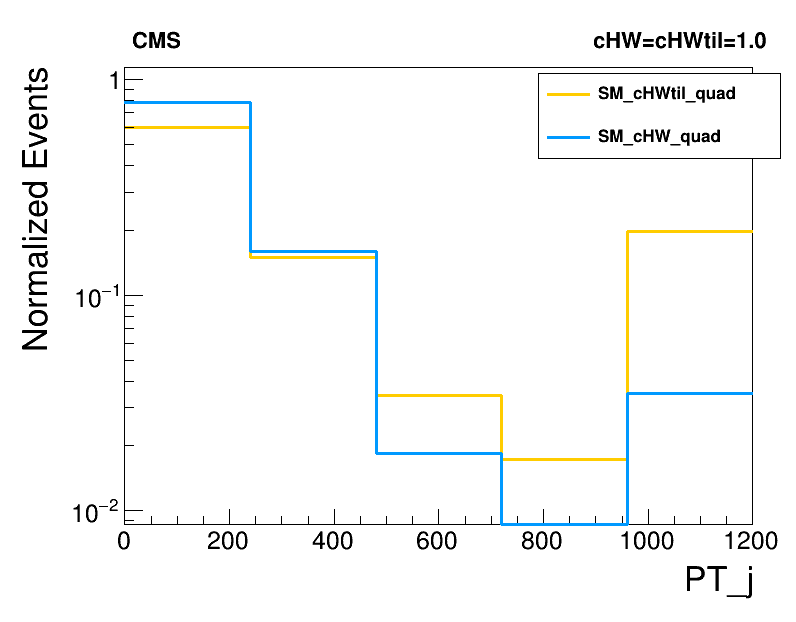 CMS
cHW=cHWtil=1.0
Normalized Events
1
10−1
10−2
SM_cHWtil_quad
SM_cHW_quad
0 200 400 600 800 1000 1200
PT_j